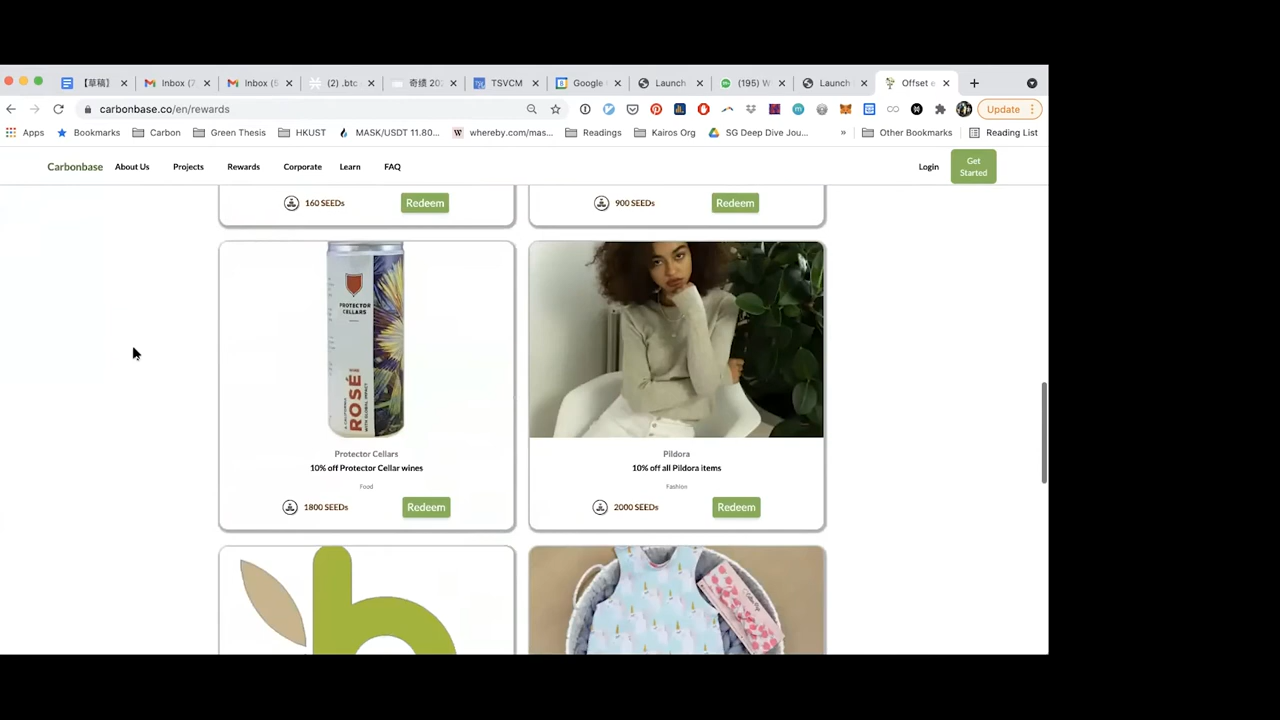 【草稿】
Inbox (7
Inbox (5
(2) .btc
奇绩 202
TSVCM
Google
Launch
(195) W
Launch
Offset e
carbonbase.co/en/rewards
Update
Apps
Bookmarks
Carbon
Green Thesis
HKUST
MASK/USDT 11.80...
whereby.com/mas...
Readings
Kairos Org
SG Deep Dive Jou...
»
Other Bookmarks
Reading List
Carbonbase
About Us
Projects
Rewards
Corporate
Learn
FAQ
Login
Get
Started
160 SEEDs
Redeem
900 SEEDs
Redeem
PROTECTOR
CELLARS
ROSÉ
Protector Cellars
10% off Protector Cellar wines
Food
1800 SEEDs
Redeem
Pildora
10% off all Pildora items
Fashion
2000 SEEDs
Redeem